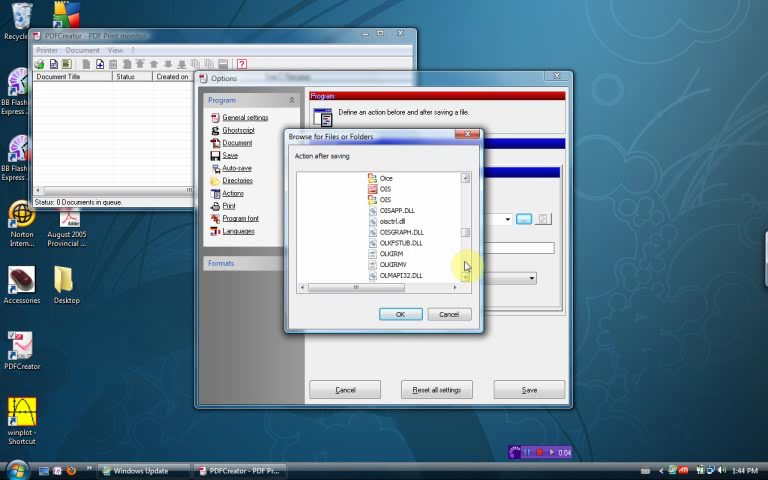 Recycle
PDFCreator - PDF Print monitor
Printer Document View ?
Document Title Status Created on
Status: 0 Documents in queue.
Options
Program
General settings
Ghostscript
Document
Save
Auto-save
Directories
Actions
Print
Program font
Languages
Formats
Program
Define an action before and after saving a file.
Browse for Files or Folders
Action after saving
Oice
OIS
OIS
OISAPP.DLL
oisctrl.dll
OISGRAPH.DLL
OLKFSTUB.DLL
OLKIRM
OLKIRMV
OLMAPI32.DLL
OK Cancel
Cancel Reset all settings Save
BB Flash
Express ...
BB Flash
Express ...
Norton
Intern...
August 2005
Provincial ...
Accessories
Desktop
PDFCreator
winplot -
Shortcut
0:04
Windows Update
PDFCreator - PDF Pr...
1:44 PM